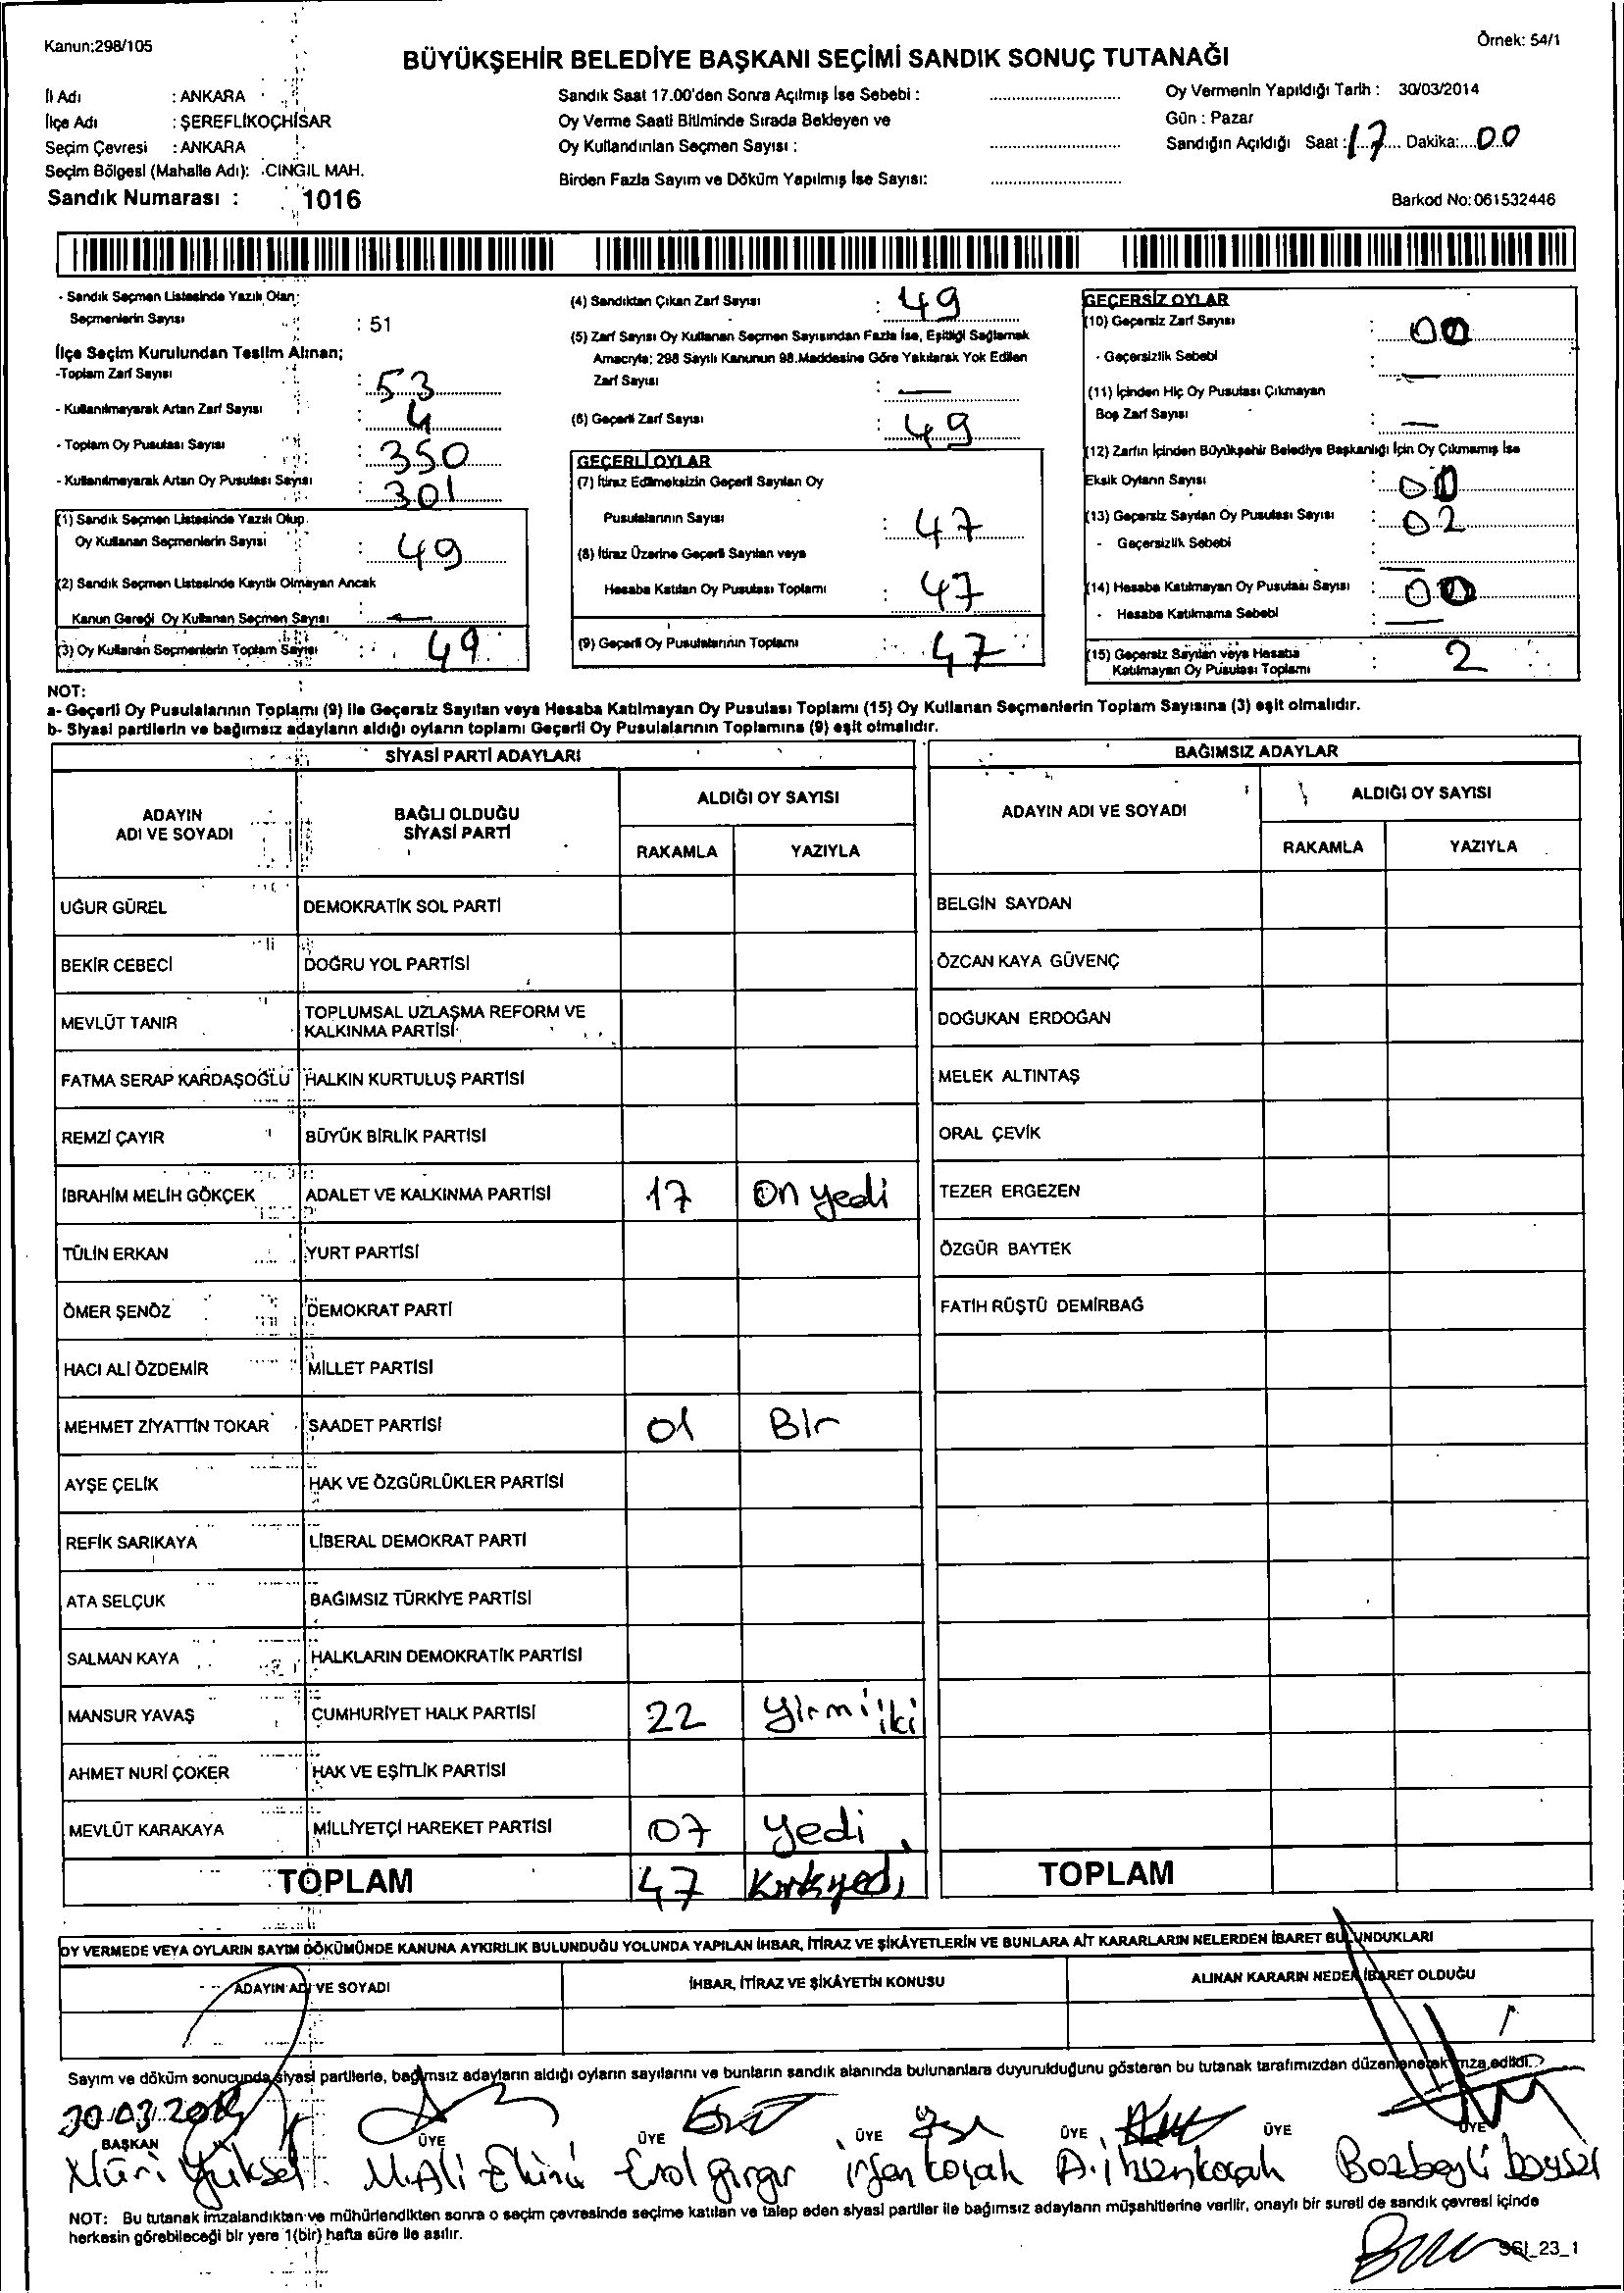 Kanun:298/105
Örnek: 54/1
BÜYÜKŞEHİR BELEDİYE BAŞKANI SEÇİMİ SANDIK SONUÇ TUTANAĞI
İl Adı : ANKARA
İlçe Adı : ŞEREFLİKOÇHİSAR
Seçim Çevresi : ANKARA
Seçim Bölgesi (Mahalle Adı): CINGIL MAH.
Sandık Numarası : 1016
Sandık Saat 17.00'den Sonra Açılmış İse Sebebi :
Oy Verme Saati Bitiminde Sırada Bekleyen ve
Oy Kullandırılan Seçmen Sayısı :
Birden Fazla Sayım ve Döküm Yapılmış İse Sayısı:
Oy Vermenin Yapıldığı Tarih : 30/03/2014
Gün : Pazar
Sandığın Açıldığı Saat : 17 Dakika: 00
Barkod No: 061532446
- Sandık Seçmen Listesinde Yazılı Olan
Seçmenlerin Sayısı : 51
İlçe Seçim Kurulundan Teslim Alınan;
-Toplam Zarf Sayısı : 53
- Kullanılmayarak Artan Zarf Sayısı : 4
- Toplam Oy Pusulası Sayısı : 350
- Kullanılmayarak Artan Oy Pusulası Sayısı : 301
(1) Sandık Seçmen Listesinde Yazılı Olup
Oy Kullanan Seçmenlerin Sayısı : 49
(2) Sandık Seçmen Listesinde Kayıtlı Olmayan Ancak
Kanun Gereği Oy Kullanan Seçmen Sayısı : —
(3) Oy Kullanan Seçmenlerin Toplam Sayısı : 49
(4) Sandıktan Çıkan Zarf Sayısı : 49
(5) Zarf Sayısı Oy Kullanan Seçmen Sayısından Fazla İse, Eşitliği Sağlamak
Amacıyla; 298 Sayılı Kanunun 98.Maddesine Göre Yakılarak Yok Edilen
Zarf Sayısı : —
(6) Geçerli Zarf Sayısı : 49
GEÇERLİ OYLAR
(7) İtiraz Edilmeksizin Geçerli Sayılan Oy
Pusulalarının Sayısı : 47
(8) İtiraz Üzerine Geçerli Sayılan veya
Hesaba Katılan Oy Pusulası Toplamı : 47
(9) Geçerli Oy Pusulalarının Toplamı : 47
GEÇERSİZ OYLAR
(10) Geçersiz Zarf Sayısı : 00
- Geçersizlik Sebebi : —
(11) İçinden Hiç Oy Pusulası Çıkmayan
Boş Zarf Sayısı : —
(12) Zarfın İçinden Büyükşehir Belediye Başkanlığı İçin Oy Çıkmamış İse
Eksik Oyların Sayısı : 00
(13) Geçersiz Sayılan Oy Pusulası Sayısı : 02
- Geçersizlik Sebebi : —
(14) Hesaba Katılmayan Oy Pusulası Sayısı : 00
- Hesaba Katılmama Sebebi : —
(15) Geçersiz Sayılan veya Hesaba
Katılmayan Oy Pusulası Toplamı : 2
NOT:
a- Geçerli Oy Pusulalarının Toplamı (9) ile Geçersiz Sayılan veya Hesaba Katılmayan Oy Pusulası Toplamı (15) Oy Kullanan Seçmenlerin Toplam Sayısına (3) eşit olmalıdır.
b- Siyasi partilerin ve bağımsız adayların aldığı oyların toplamı Geçerli Oy Pusulalarının Toplamına (9) eşit olmalıdır.
SİYASİ PARTİ ADAYLARI
ADAYIN ADI VE SOYADI BAĞLI OLDUĞU SİYASİ PARTİ ALDIĞI OY SAYISI
RAKAMLA YAZIYLA
UĞUR GÜREL DEMOKRATİK SOL PARTİ
BEKİR CEBECİ DOĞRU YOL PARTİSİ
MEVLÜT TANIR TOPLUMSAL UZLAŞMA REFORM VE KALKINMA PARTİSİ
FATMA SERAP KARDAŞOĞLU HALKIN KURTULUŞ PARTİSİ
REMZİ ÇAYIR BÜYÜK BİRLİK PARTİSİ
İBRAHİM MELİH GÖKÇEK ADALET VE KALKINMA PARTİSİ 17 on yedi
TÜLİN ERKAN YURT PARTİSİ
ÖMER ŞENÖZ DEMOKRAT PARTİ
HACI ALİ ÖZDEMİR MİLLET PARTİSİ
MEHMET ZİYATTİN TOKAR SAADET PARTİSİ 01 Bir
AYŞE ÇELİK HAK VE ÖZGÜRLÜKLER PARTİSİ
REFİK SARIKAYA LİBERAL DEMOKRAT PARTİ
ATA SELÇUK BAĞIMSIZ TÜRKİYE PARTİSİ
SALMAN KAYA HALKLARIN DEMOKRATİK PARTİSİ
MANSUR YAVAŞ CUMHURİYET HALK PARTİSİ 22 yirmi iki
AHMET NURİ ÇOKER HAK VE EŞİTLİK PARTİSİ
MEVLÜT KARAKAYA MİLLİYETÇİ HAREKET PARTİSİ 07 yedi
TOPLAM 47 Kırkyedi
BAĞIMSIZ ADAYLAR
ADAYIN ADI VE SOYADI ALDIĞI OY SAYISI
RAKAMLA YAZIYLA
BELGİN SAYDAN
ÖZCAN KAYA GÜVENÇ
DOĞUKAN ERDOĞAN
MELEK ALTINTAŞ
ORAL ÇEVİK
TEZER ERGEZEN
ÖZGÜR BAYTEK
FATİH RÜŞTÜ DEMİRBAĞ
TOPLAM
OY VERMEDE VEYA OYLARIN SAYIM DÖKÜMÜNDE KANUNA AYKIRILIK BULUNDUĞU YOLUNDA YAPILAN İHBAR, İTİRAZ VE ŞİKÂYETLERİN VE BUNLARA AİT KARARLARIN NELERDEN İBARET BULUNDUKLARI
ADAYIN ADI VE SOYADI İHBAR, İTİRAZ VE ŞİKÂYETİN KONUSU ALINAN KARARIN NEDEN İBARET OLDUĞU
Sayım ve döküm sonucunda siyasi partilerle, bağımsız adayların aldığı oyların sayılarını ve bunların sandık alanında bulunanlara duyurulduğunu gösteren bu tutanak tarafımızdan düzenlenerek imza edildi.
30.03.2014
BAŞKAN ÜYE ÜYE ÜYE ÜYE ÜYE ÜYE
Nuri Yüksel M.Ali Ekinci Erol gırgır irfan koçak A.ihsankoçak Bozbeyli
NOT: Bu tutanak imzalandıktan ve mühürlendikten sonra o seçim çevresinde seçime katılan ve talep eden siyasi partiler ile bağımsız adayların müşahitlerine verilir, onaylı bir sureti de sandık çevresi içinde
herkesin görebileceği bir yere 1(bir) hafta süre ile asılır.
SGI_23_1